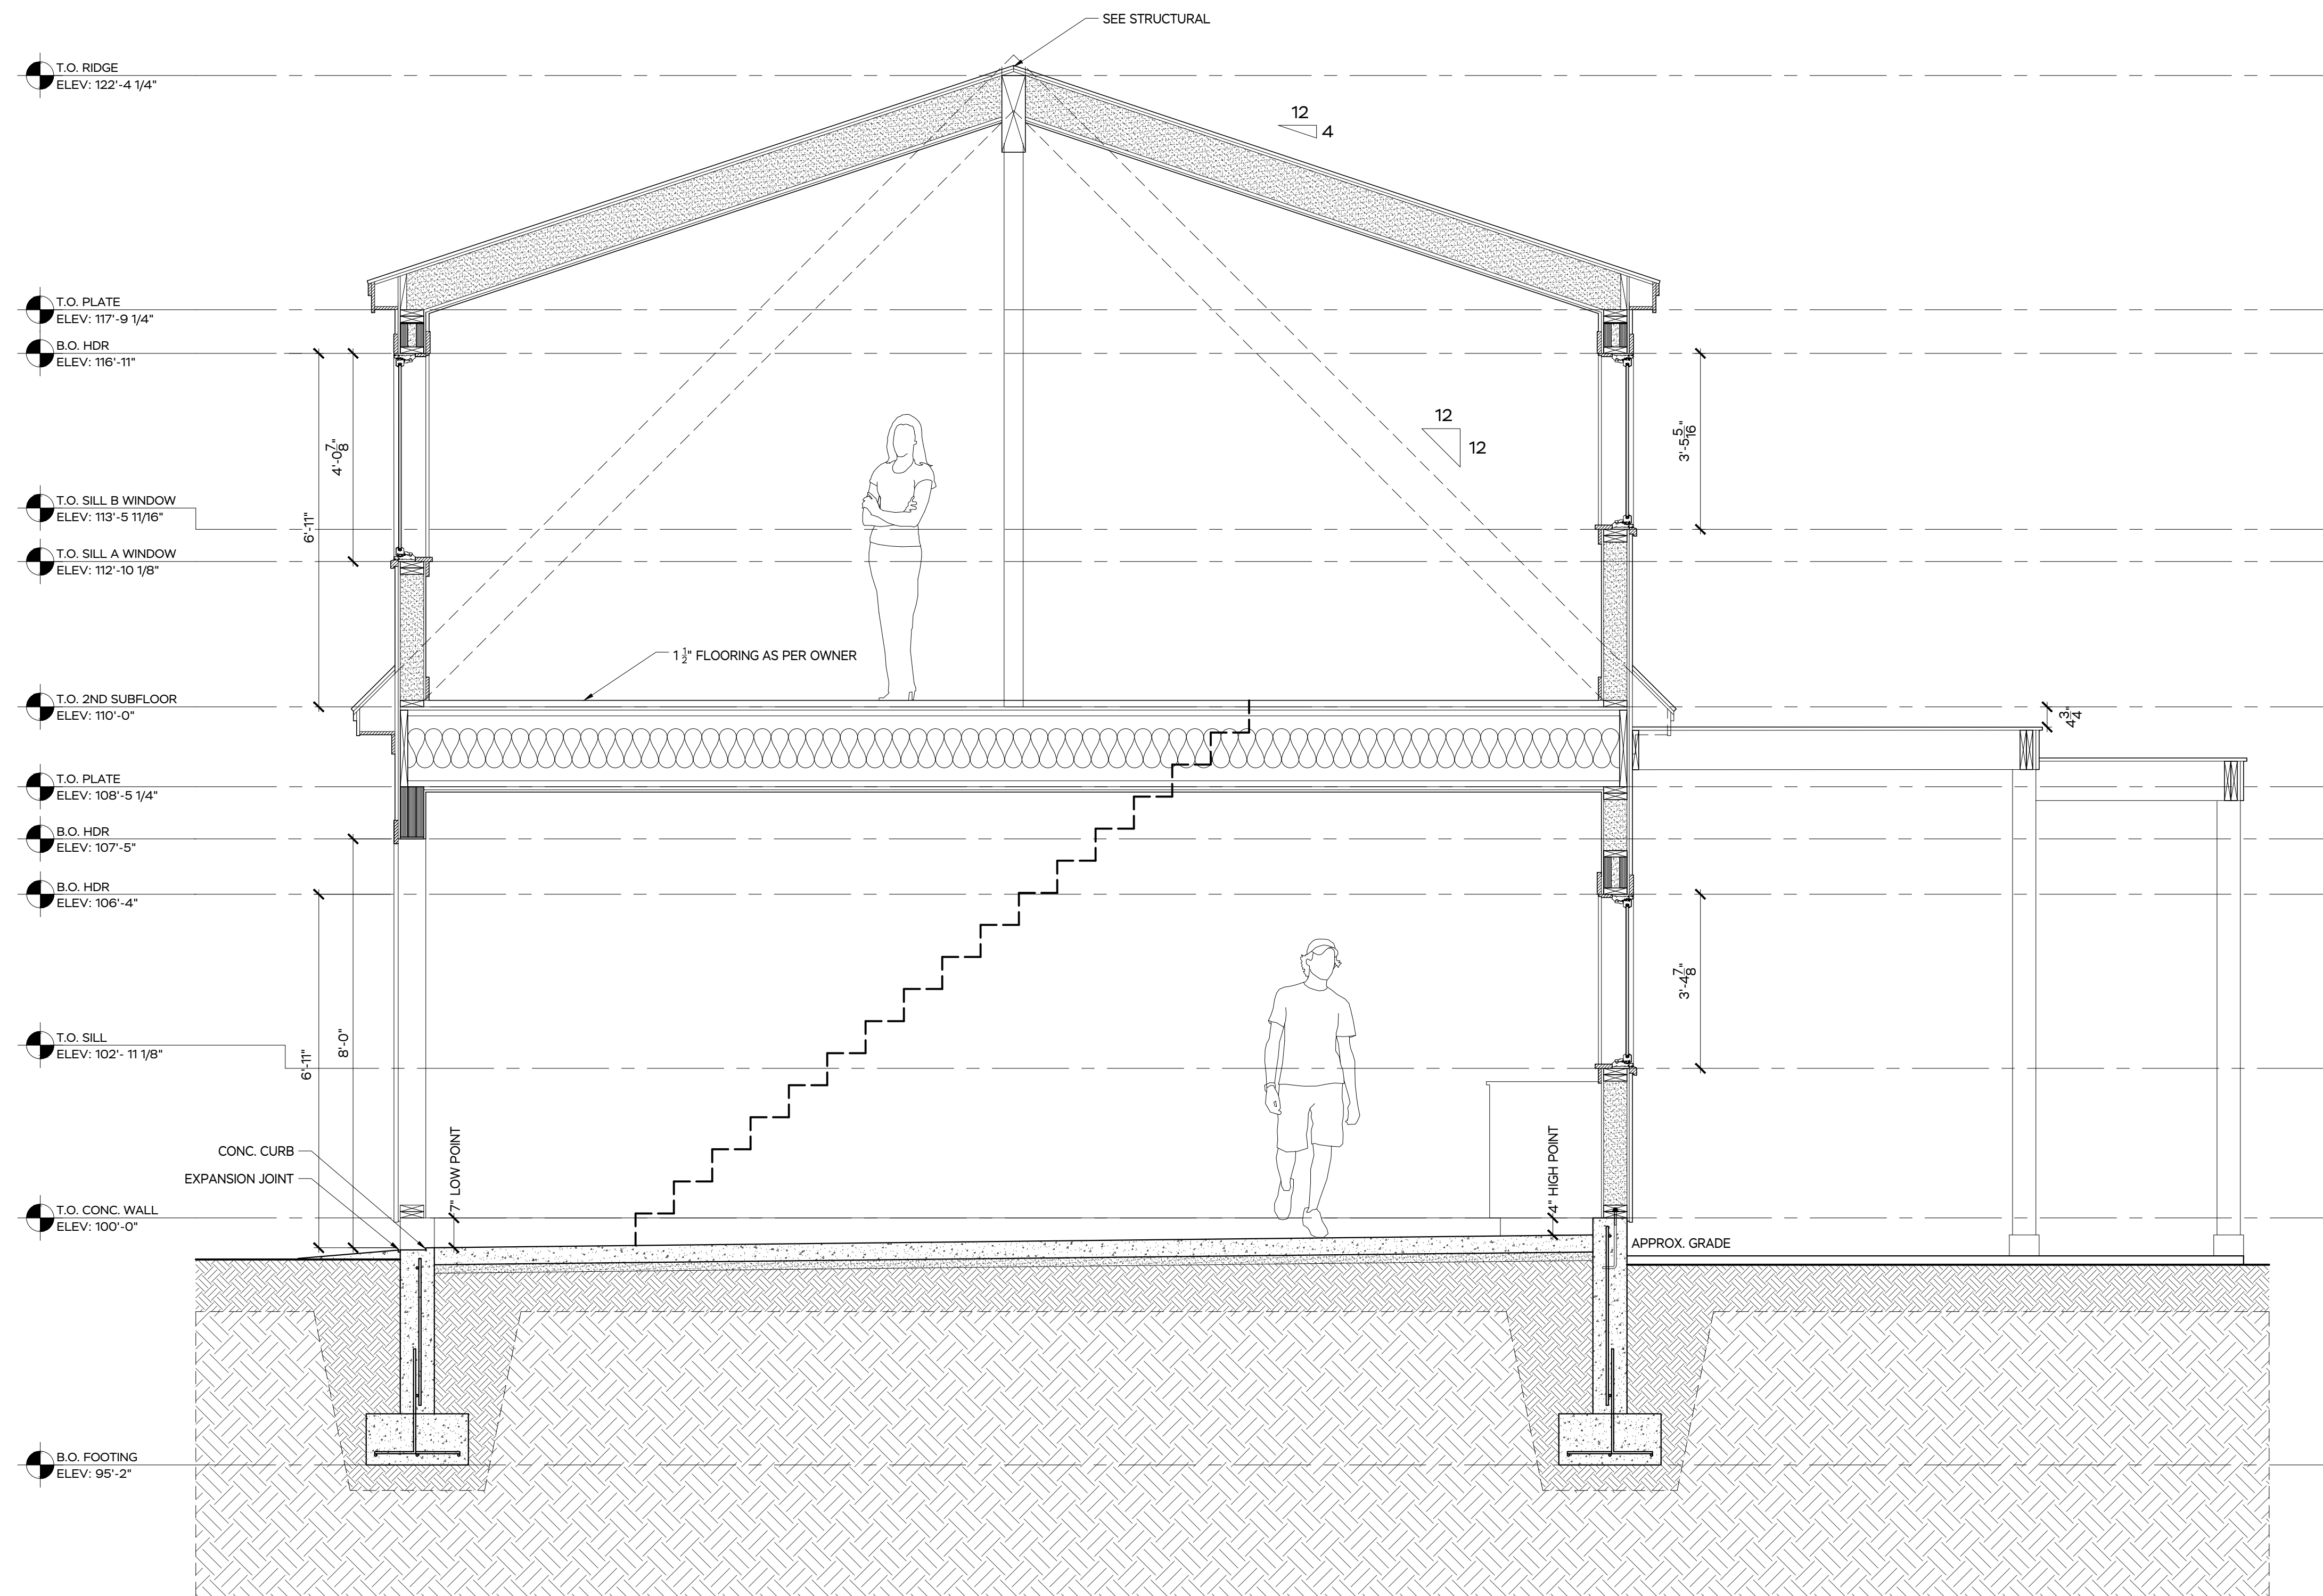 SEE STRUCTURAL
T.O. RIDGE
ELEV: 122'-4 1/4"
12
4
T.O. PLATE
ELEV: 117'-9 1/4"
B.O. HDR
ELEV: 116'-11"
12
12
4'-0 7/8"
3'-5 5/16"
T.O. SILL B WINDOW
ELEV: 113'-5 11/16"
6'-11"
T.O. SILL A WINDOW
ELEV: 112'-10 1/8"
1 1/2" FLOORING AS PER OWNER
T.O. 2ND SUBFLOOR
ELEV: 110'-0"
4 3/4"
T.O. PLATE
ELEV: 108'-5 1/4"
B.O. HDR
ELEV: 107'-5"
B.O. HDR
ELEV: 106'-4"
3'-4 7/8"
T.O. SILL
ELEV: 102'- 11 1/8"
6'-11"
8'-0"
CONC. CURB
EXPANSION JOINT
7" LOW POINT
4" HIGH POINT
T.O. CONC. WALL
ELEV: 100'-0"
APPROX. GRADE
B.O. FOOTING
ELEV: 95'-2"